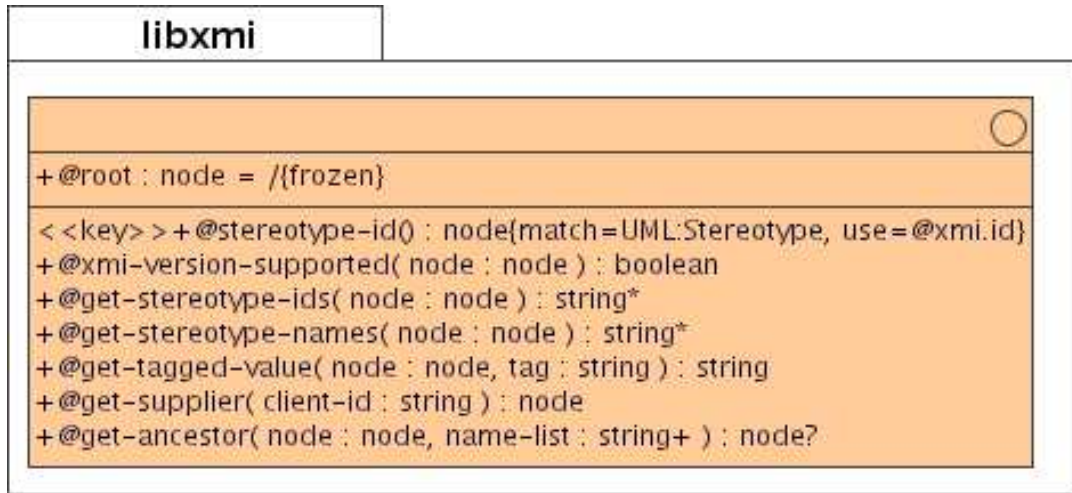 libxmi
+@root : node = /{frozen}
<<key>>+@stereotype-id() : node{match=UML:Stereotype, use=@xmi.id}
+@xmi-version-supported( node : node ) : boolean
+@get-stereotype-ids( node : node ) : string*
+@get-stereotype-names( node : node ) : string*
+@get-tagged-value( node : node, tag : string ) : string
+@get-supplier( client-id : string ) : node
+@get-ancestor( node : node, name-list : string+ ) : node?